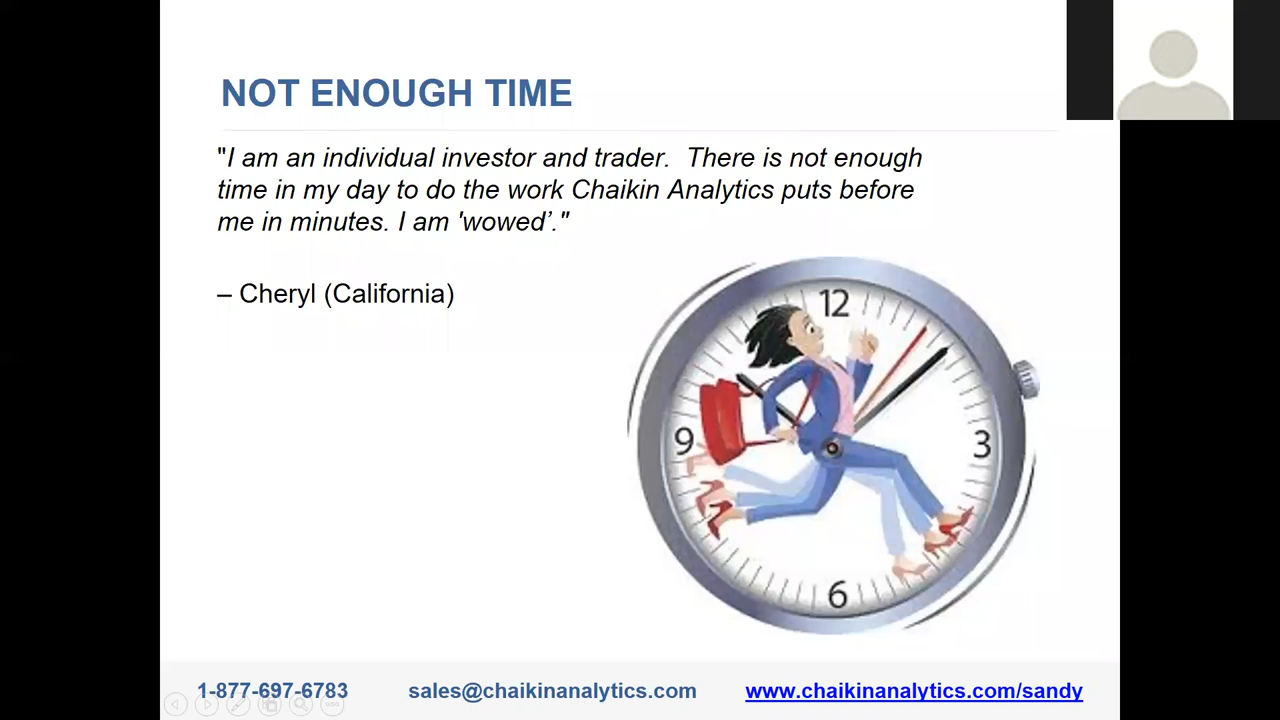 NOT ENOUGH TIME
"I am an individual investor and trader.  There is not enough
time in my day to do the work Chaikin Analytics puts before
me in minutes. I am 'wowed’."
– Cheryl (California)
12
9
3
6
1-877-697-6783
sales@chaikinanalytics.com
www.chaikinanalytics.com/sandy